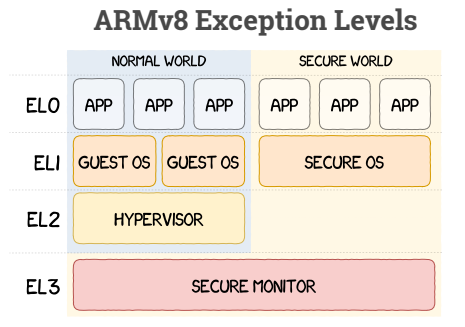 ARMv8 Exception Levels
NORMAL WORLD SECURE WORLD
EL0 APP APP APP APP APP APP
EL1 GUEST OS GUEST OS SECURE OS
EL2 HYPERVISOR
EL3 SECURE MONITOR